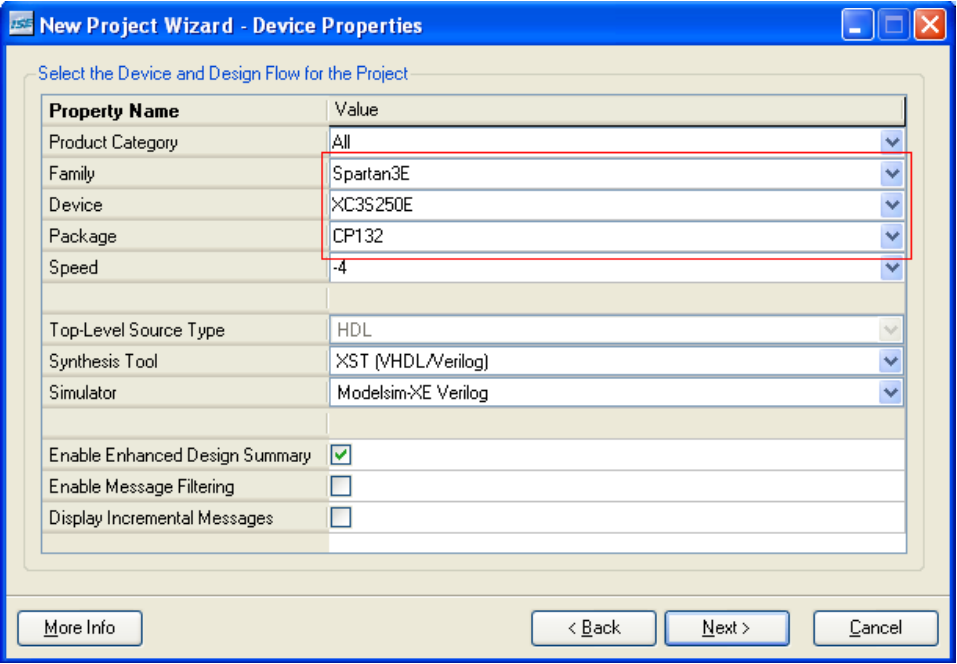 ISE New Project Wizard - Device Properties
Select the Device and Design Flow for the Project
Property Name Value
Product Category All
Family Spartan3E
Device XC3S250E
Package CP132
Speed -4
Top-Level Source Type HDL
Synthesis Tool XST (VHDL/Verilog)
Simulator Modelsim-XE Verilog
Enable Enhanced Design Summary
Enable Message Filtering
Display Incremental Messages
More Info < Back Next > Cancel